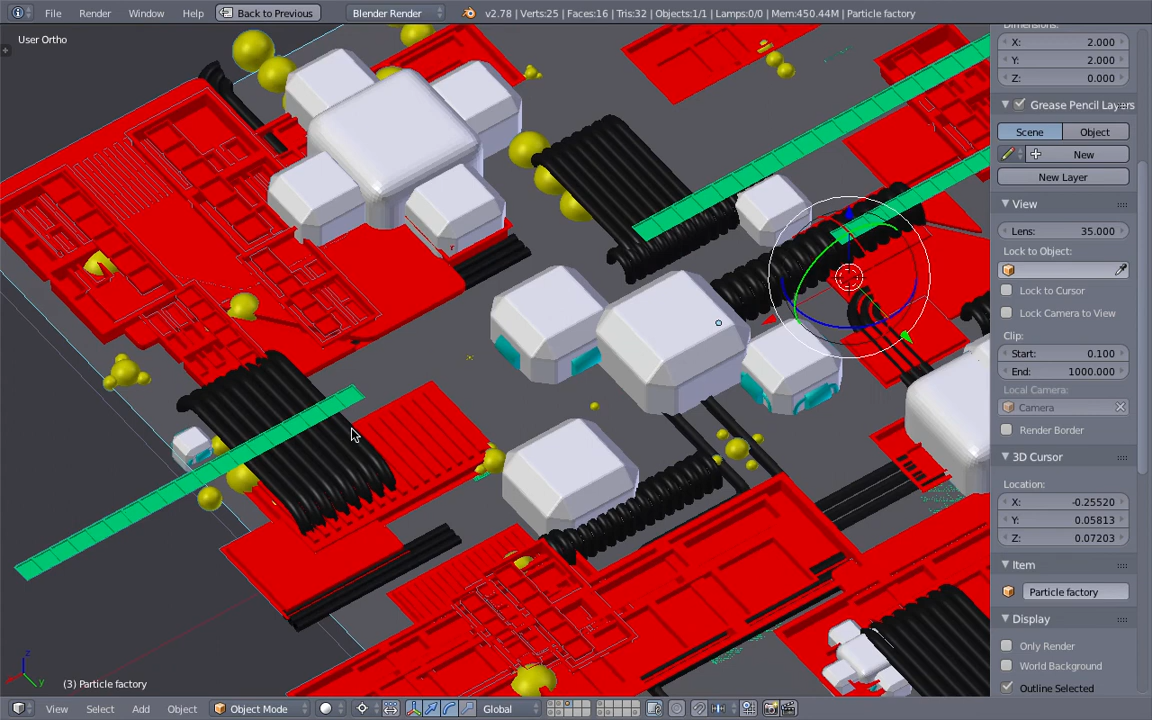 File Render Window Help Back to Previous Blender Render v2.78 | Verts:25 | Faces:16 | Tris:32 | Objects:1/1 | Lamps:0/0 | Mem:450.44M | Particle factory
User Ortho
Dimensions:
X: 2.000
Y: 2.000
Z: 0.000
Grease Pencil Layers
Scene Object
New
New Layer
View
Lens: 35.000
Lock to Object:
Lock to Cursor
Lock Camera to View
Clip:
Start: 0.100
End: 1000.000
Local Camera:
Camera
Render Border
3D Cursor
Location:
X: -0.25520
Y: 0.05813
Z: 0.07203
Item
Particle factory
Display
Only Render
World Background
Outline Selected
z
y
(3) Particle factory
View Select Add Object Object Mode Global